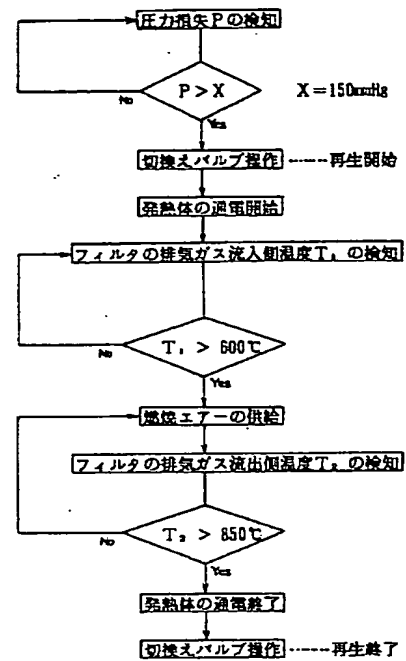 圧力損失Pの検知
P>X
X=150mmHg
No
Yes
切換えバルブ操作 ------再生開始
発熱体の通電開始
フィルタの排気ガス流入側温度T₁の検知
T₁ > 600℃
No
Yes
燃焼エアーの供給
フィルタの排気ガス流出側温度T₂の検知
T₂ > 850℃
No
Yes
発熱体の通電終了
切換えバルブ操作 ------再生終了